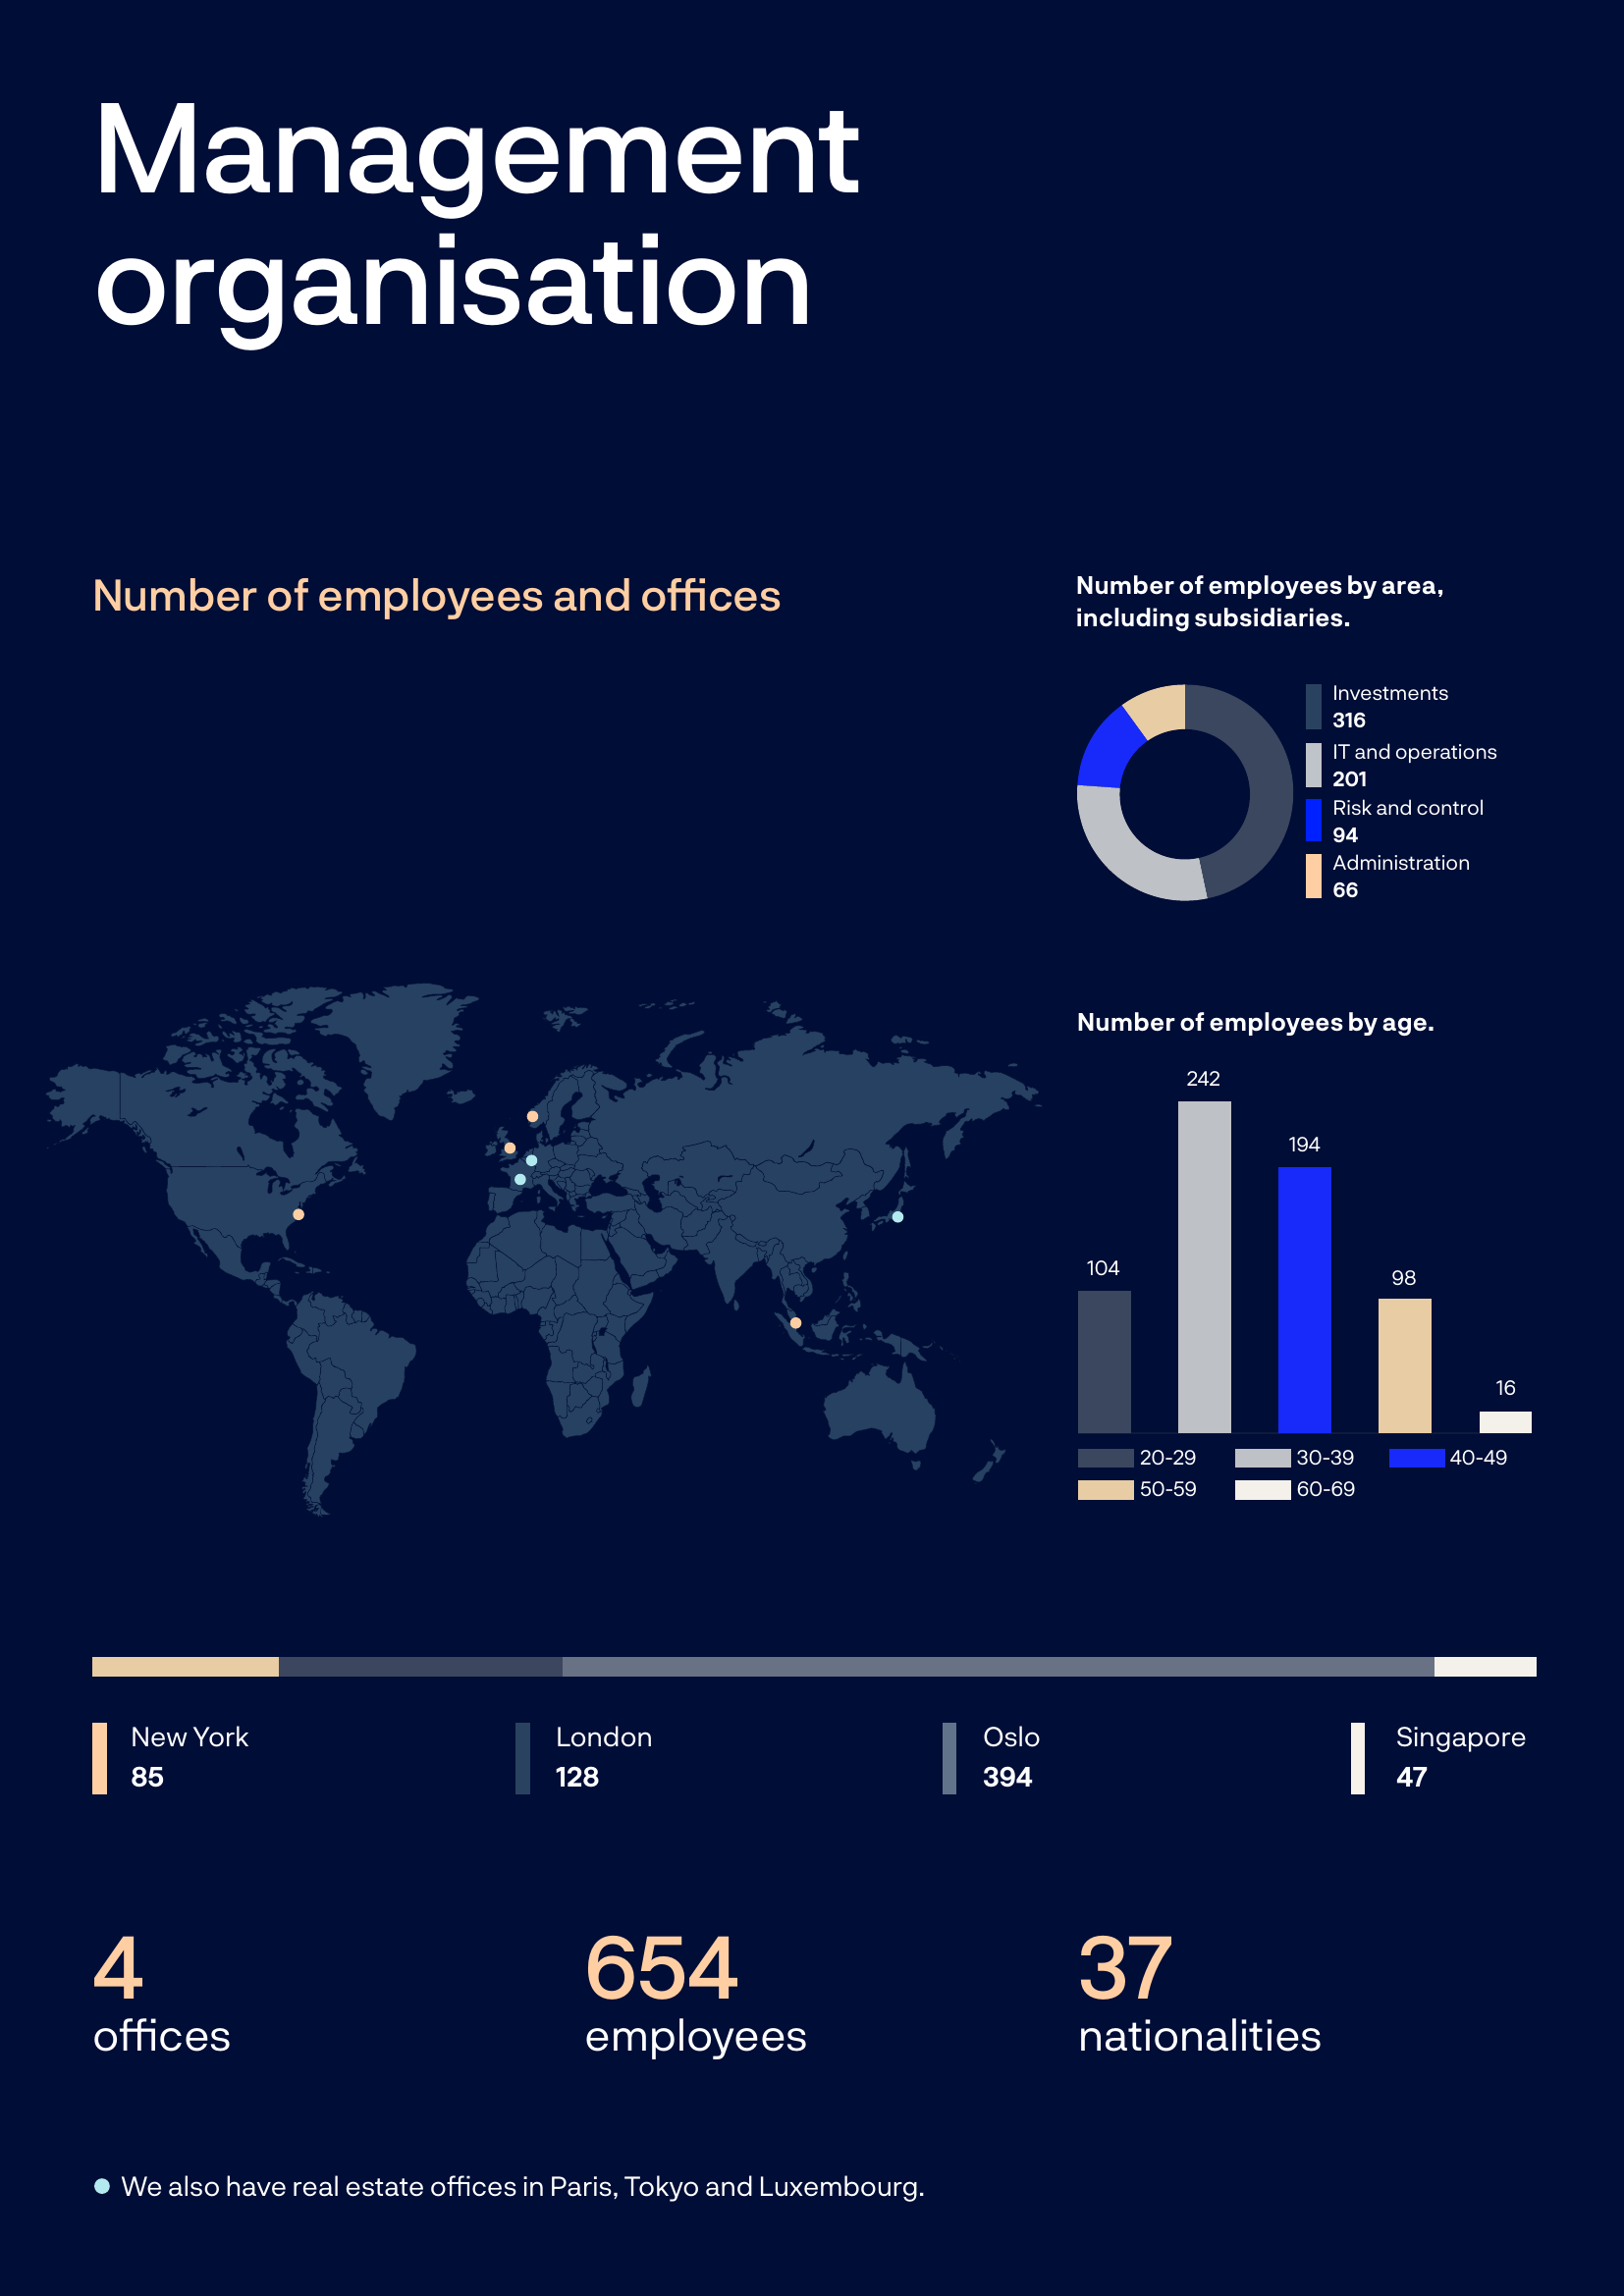 Management
organisation
Number of employees and offices
Number of employees by area,
including subsidiaries.
Investments
316
IT and operations
201
Risk and control
94
Administration
66
Number of employees by age.
104
242
194
98
16
20-29
30-39
40-49
50-59
60-69
New York
85
London
128
Oslo
394
Singapore
47
4
offices
654
employees
37
nationalities
We also have real estate offices in Paris, Tokyo and Luxembourg.